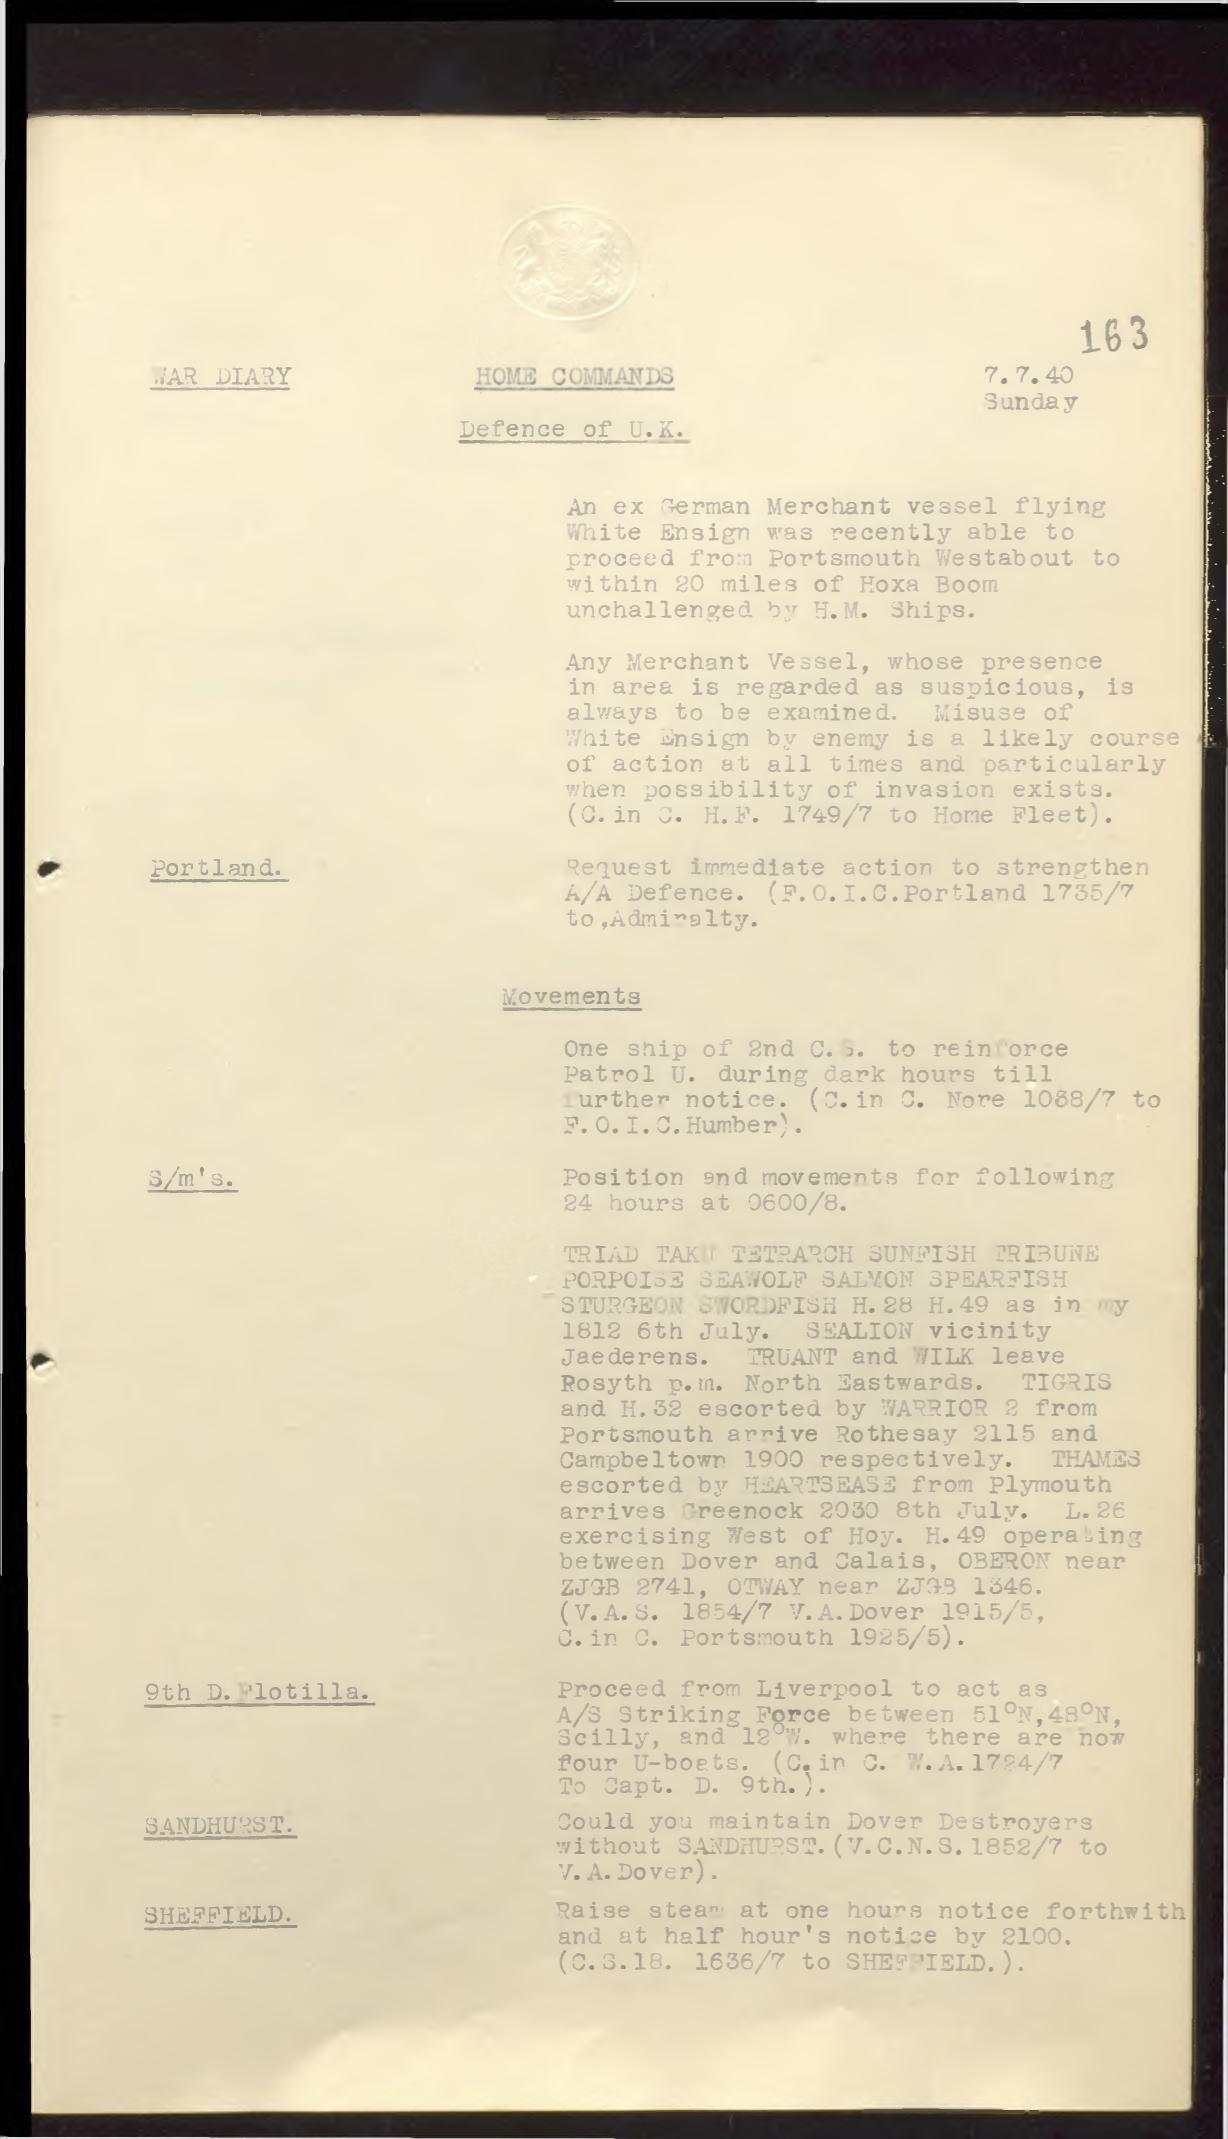 163
WAR DIARY HOME COMMANDS 7.7.40
Sunday
Defence of U.K.
An ex German Merchant vessel flying
White Ensign was recently able to
proceed from Portsmouth Westabout to
within 20 miles of Hoxa Boom
unchallenged by H.M. Ships.
Any Merchant Vessel, whose presence
in area is regarded as suspicious, is
always to be examined. Misuse of
White Ensign by enemy is a likely course
of action at all times and particularly
when possibility of invasion exists.
(C.in C. H.F. 1749/7 to Home Fleet).
Portland. Request immediate action to strengthen
A/A Defence. (F.O.I.C.Portland 1735/7
to,Admiralty.
Movements
One ship of 2nd C.S. to reinforce
Patrol U. during dark hours till
further notice. (C.in C. Nore 1038/7 to
F.O.I.C.Humber).
S/m's. Position and movements for following
24 hours at 0600/8.
TRIAD TAKU TETRARCH SUNFISH TRIBUNE
PORPOISE SEAWOLF SALMON SPEARFISH
STURGEON SWORDFISH H.28 H.49 as in my
1812 6th July. SEALION vicinity
Jaederens. TRUANT and WILK leave
Rosyth p.m. North Eastwards. TIGRIS
and H.32 escorted by WARRIOR 2 from
Portsmouth arrive Rothesay 2115 and
Campbeltown 1900 respectively. THAMES
escorted by HEARTSEASE from Plymouth
arrives Greenock 2030 8th July. L.26
exercising West of Hoy. H.49 operating
between Dover and Calais, OBERON near
ZJGB 2741, OTWAY near ZJGB 1346.
(V.A.S. 1854/7 V.A.Dover 1915/5,
C.in C. Portsmouth 1925/5).
9th D. Flotilla. Proceed from Liverpool to act as
A/S Striking Force between 51°N,48°N,
Scilly, and 12°W. where there are now
four U-boats. (C.in C. W.A.1724/7
To Capt. D. 9th.).
SANDHURST. Could you maintain Dover Destroyers
without SANDHURST.(V.C.N.S.1852/7 to
V.A.Dover).
SHEFFIELD. Raise steam at one hours notice forthwith
and at half hour's notice by 2100.
(C.S.18. 1636/7 to SHEFFIELD.).